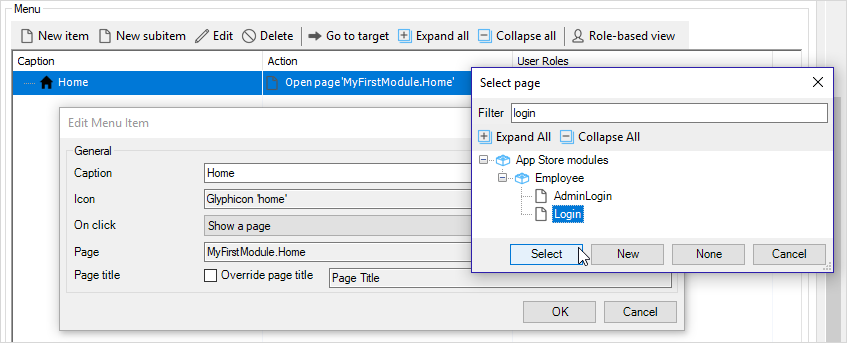 Menu
New item New subitem Edit Delete Go to target Expand all Collapse all Role-based view
Caption Action User Roles
Home Open page 'MyFirstModule.Home'
Select page
Filter login
Expand All Collapse All
App Store modules
Employee
AdminLogin
Login
Select New None Cancel
Edit Menu Item
General
Caption Home
Icon Glyphicon 'home'
On click Show a page
Page MyFirstModule.Home
Page title Override page title Page Title
OK Cancel